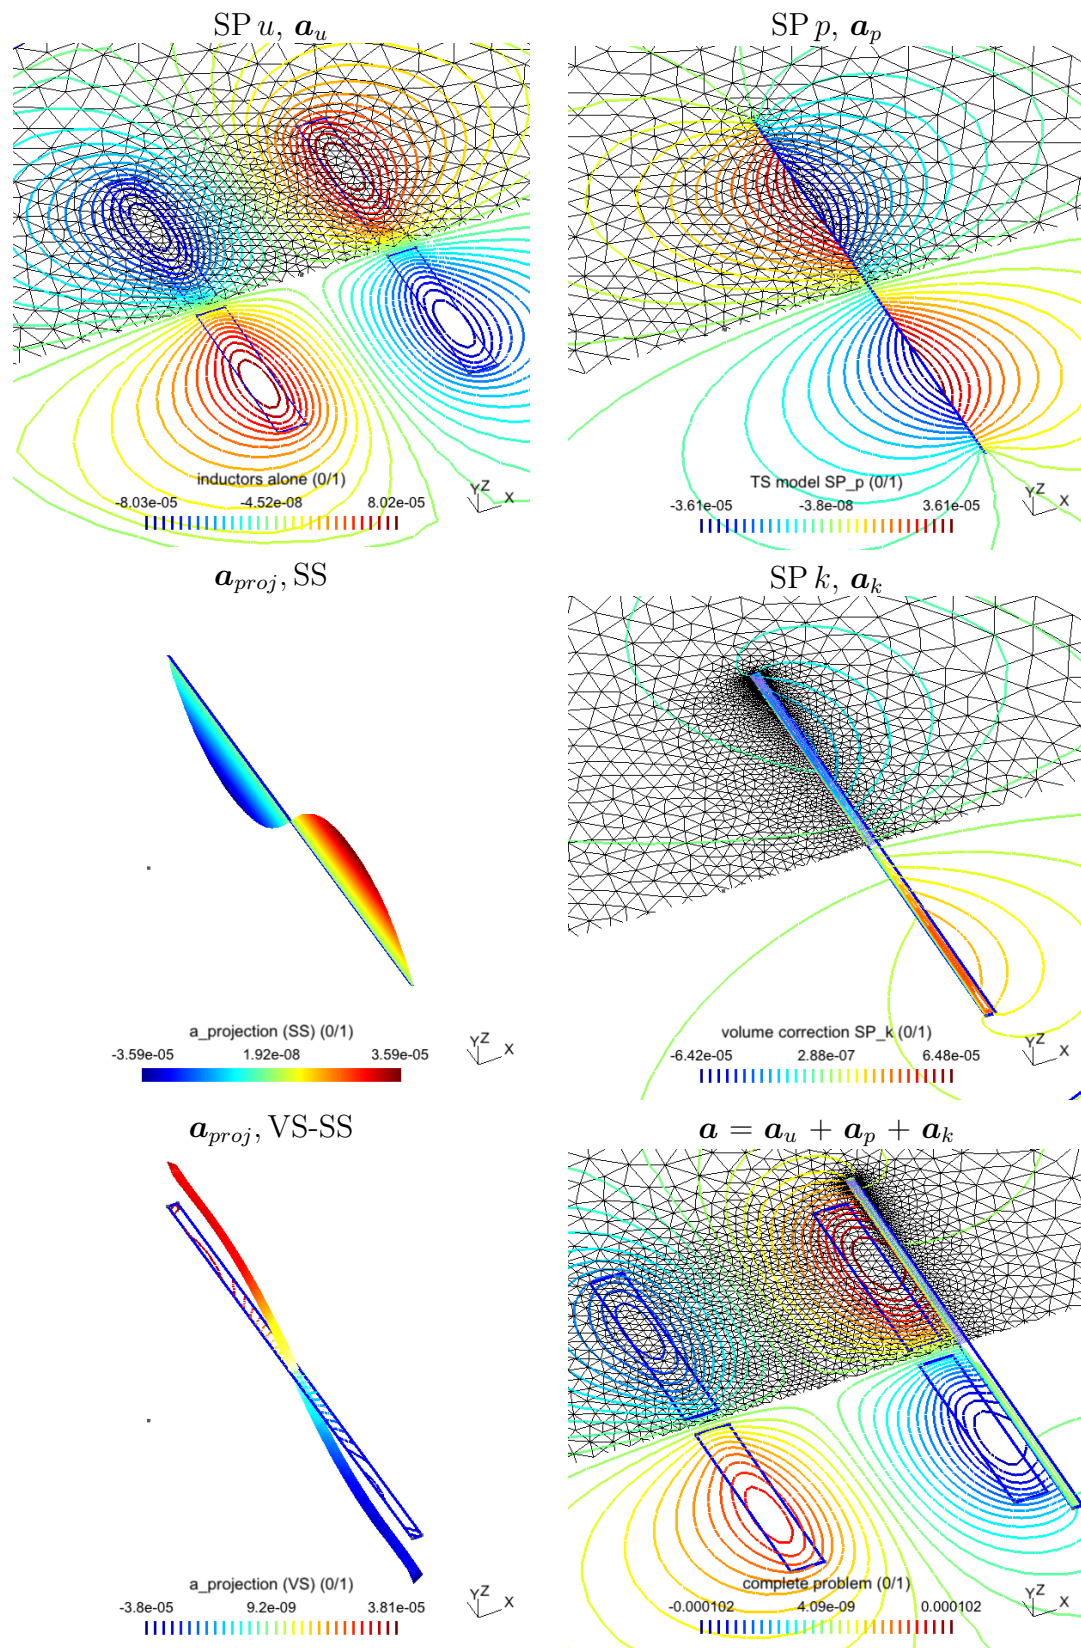 SP u, a_u
SP p, a_p
inductors alone (0/1)
-8.03e-05 -4.52e-08 8.02e-05
Y Z X
TS model SP_p (0/1)
-3.61e-05 -3.8e-08 3.61e-05
Y Z X
a_proj, SS
SP k, a_k
a_projection (SS) (0/1)
-3.59e-05 1.92e-08 3.59e-05
Y Z X
volume correction SP_k (0/1)
-6.42e-05 2.88e-07 6.48e-05
Y Z X
a_proj, VS-SS
a = a_u + a_p + a_k
a_projection (VS) (0/1)
-3.8e-05 9.2e-09 3.81e-05
Y Z X
complete problem (0/1)
-0.000102 4.09e-09 0.000102
Y Z X